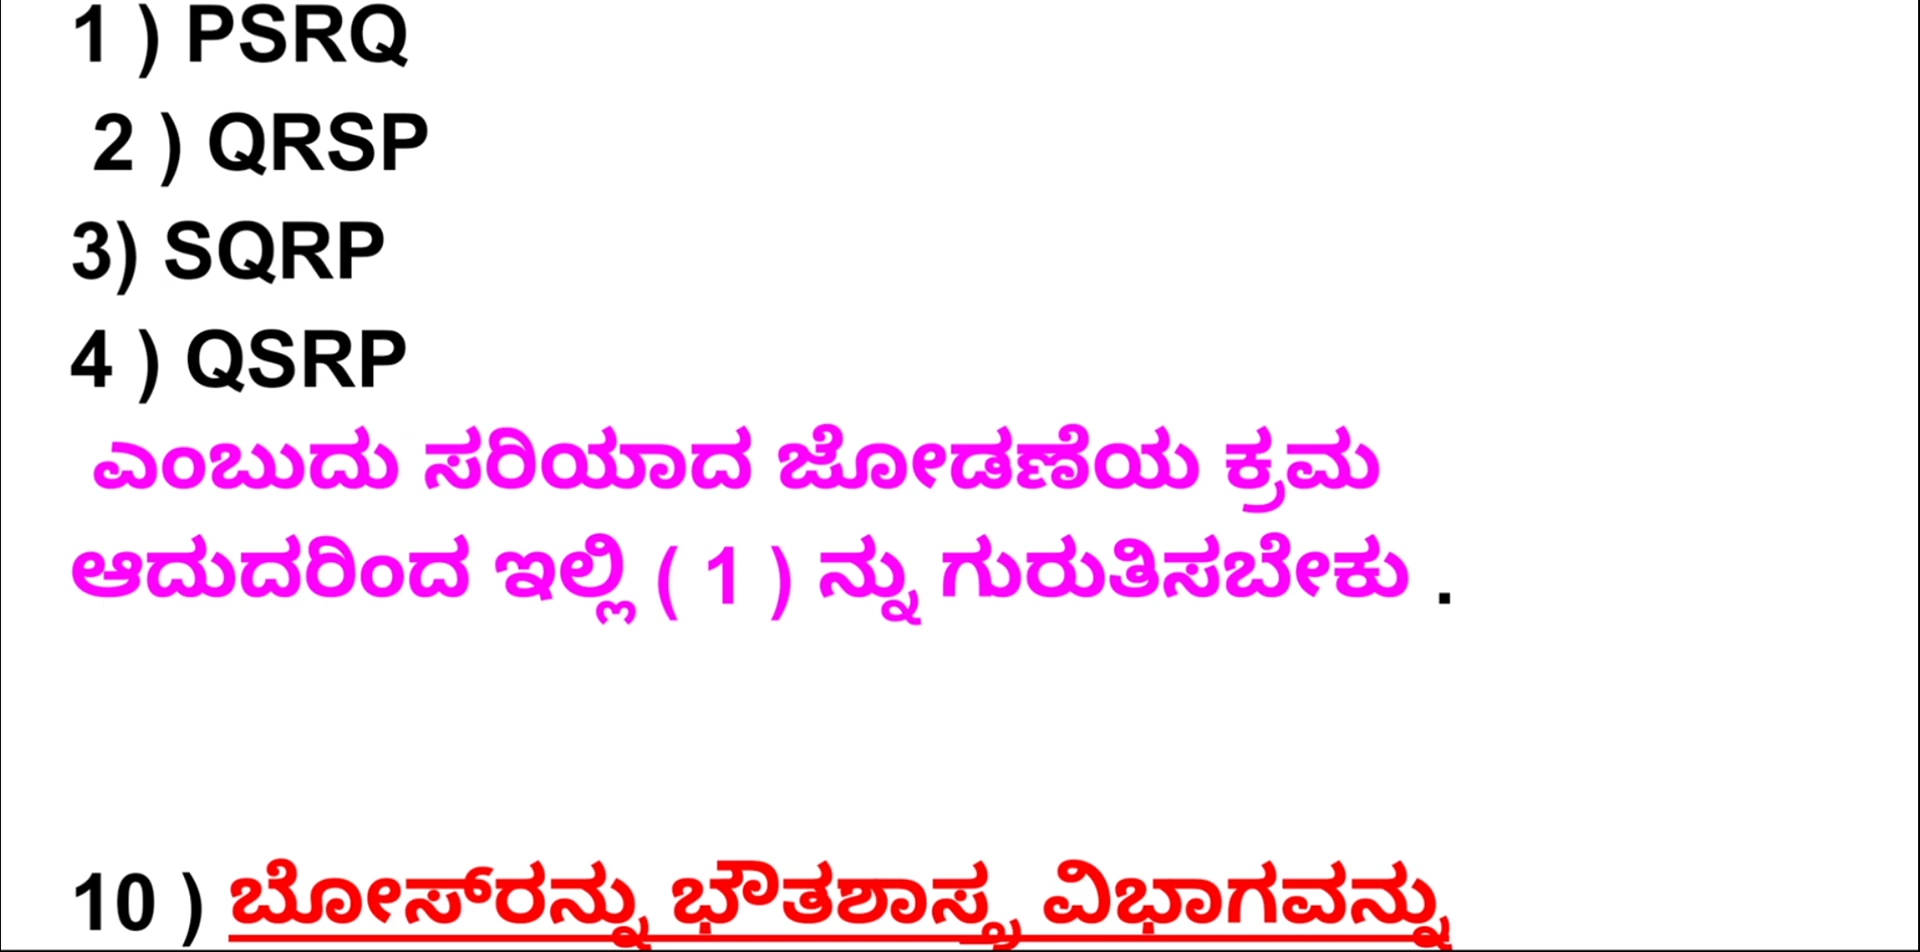 1 ) PSRQ
2 ) QRSP
3) SQRP
4 ) QSRP
ಎಂಬುದು ಸರಿಯಾದ ಜೋಡಣೆಯ ಕ್ರಮ
ಆದುದರಿಂದ ಇಲ್ಲಿ ( 1 ) ನ್ನು ಗುರುತಿಸಬೇಕು .
10 ) ಬೋಸ್‌ರನ್ನು ಭೌತಶಾಸ್ತ್ರ ವಿಭಾಗವನ್ನು